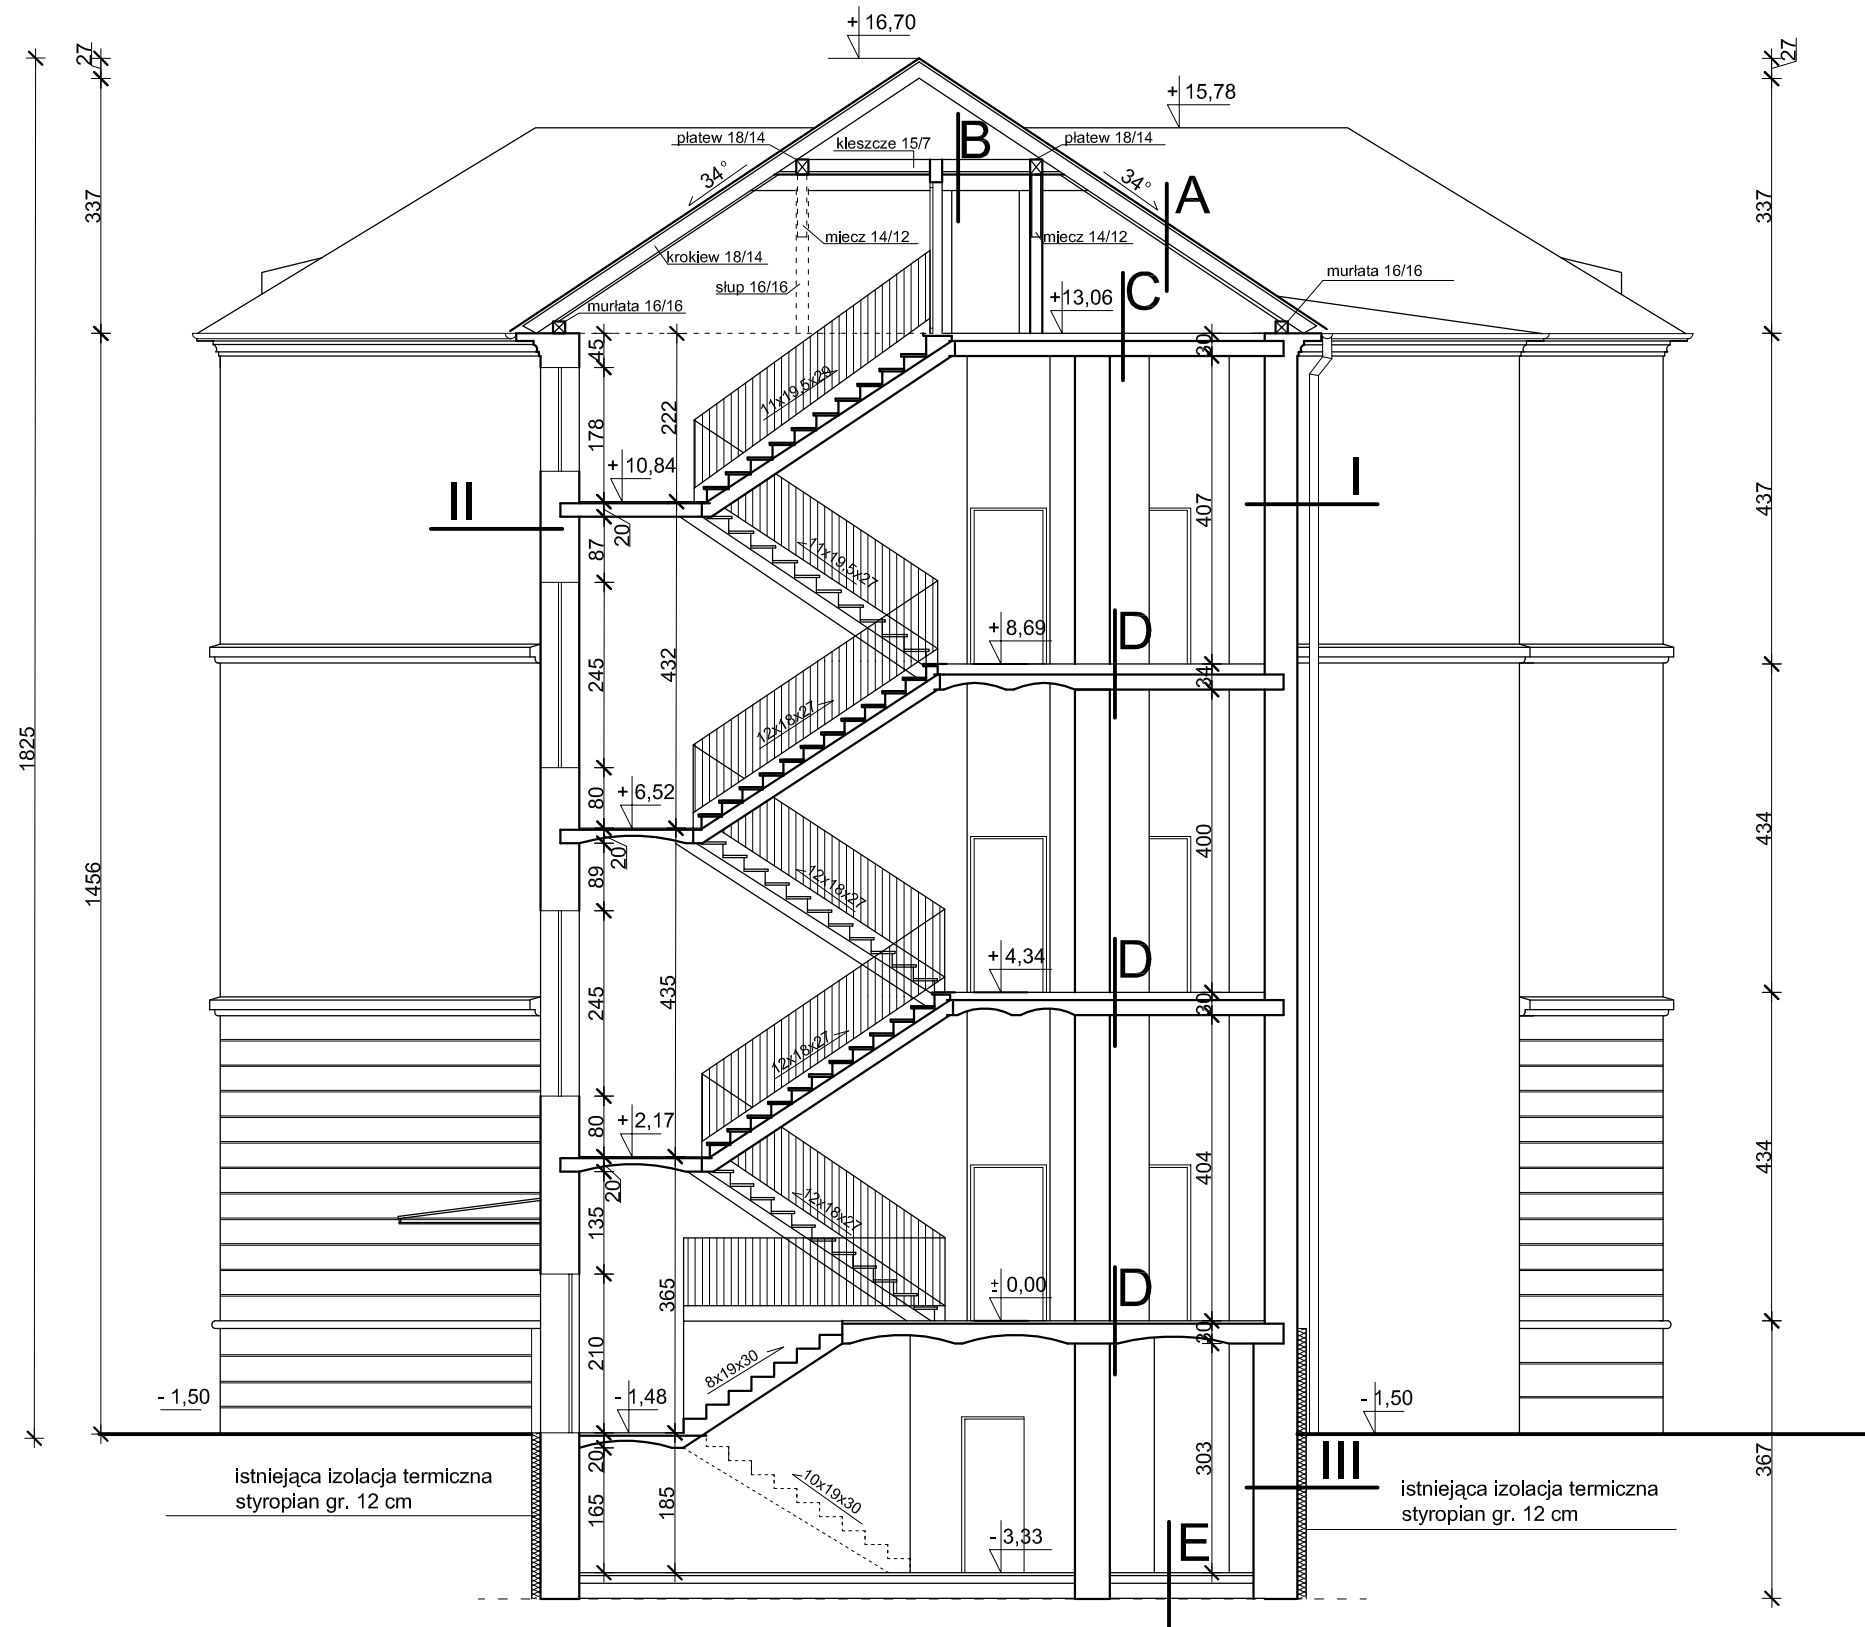 + 16,70
27
27
+ 15,78
płatew 18/14
kleszcze 15/7
B
płatew 18/14
34°
34°
A
337
337
miecz 14/12
miecz 14/12
krokiew 18/14
murłata 16/16
słup 16/16
+13,06
C
murłata 16/16
45
30
11x19,5x29
222
178
+ 10,84
II
I
407
437
20
87
11x19,5x27
+ 8,69
D
245
432
34
12x18x27
1825
+ 6,52
80
400
434
20
89
12x18x27
1456
+ 4,34
D
245
435
30
12x18x27
+ 2,17
80
404
434
20
135
12x18x27
365
± 0,00
D
30
210
8x19x30
- 1,50
- 1,48
- 1,50
20
303
367
III
istniejąca izolacja termiczna
styropian gr. 12 cm
istniejąca izolacja termiczna
styropian gr. 12 cm
10x19x30
165
185
- 3,33
E